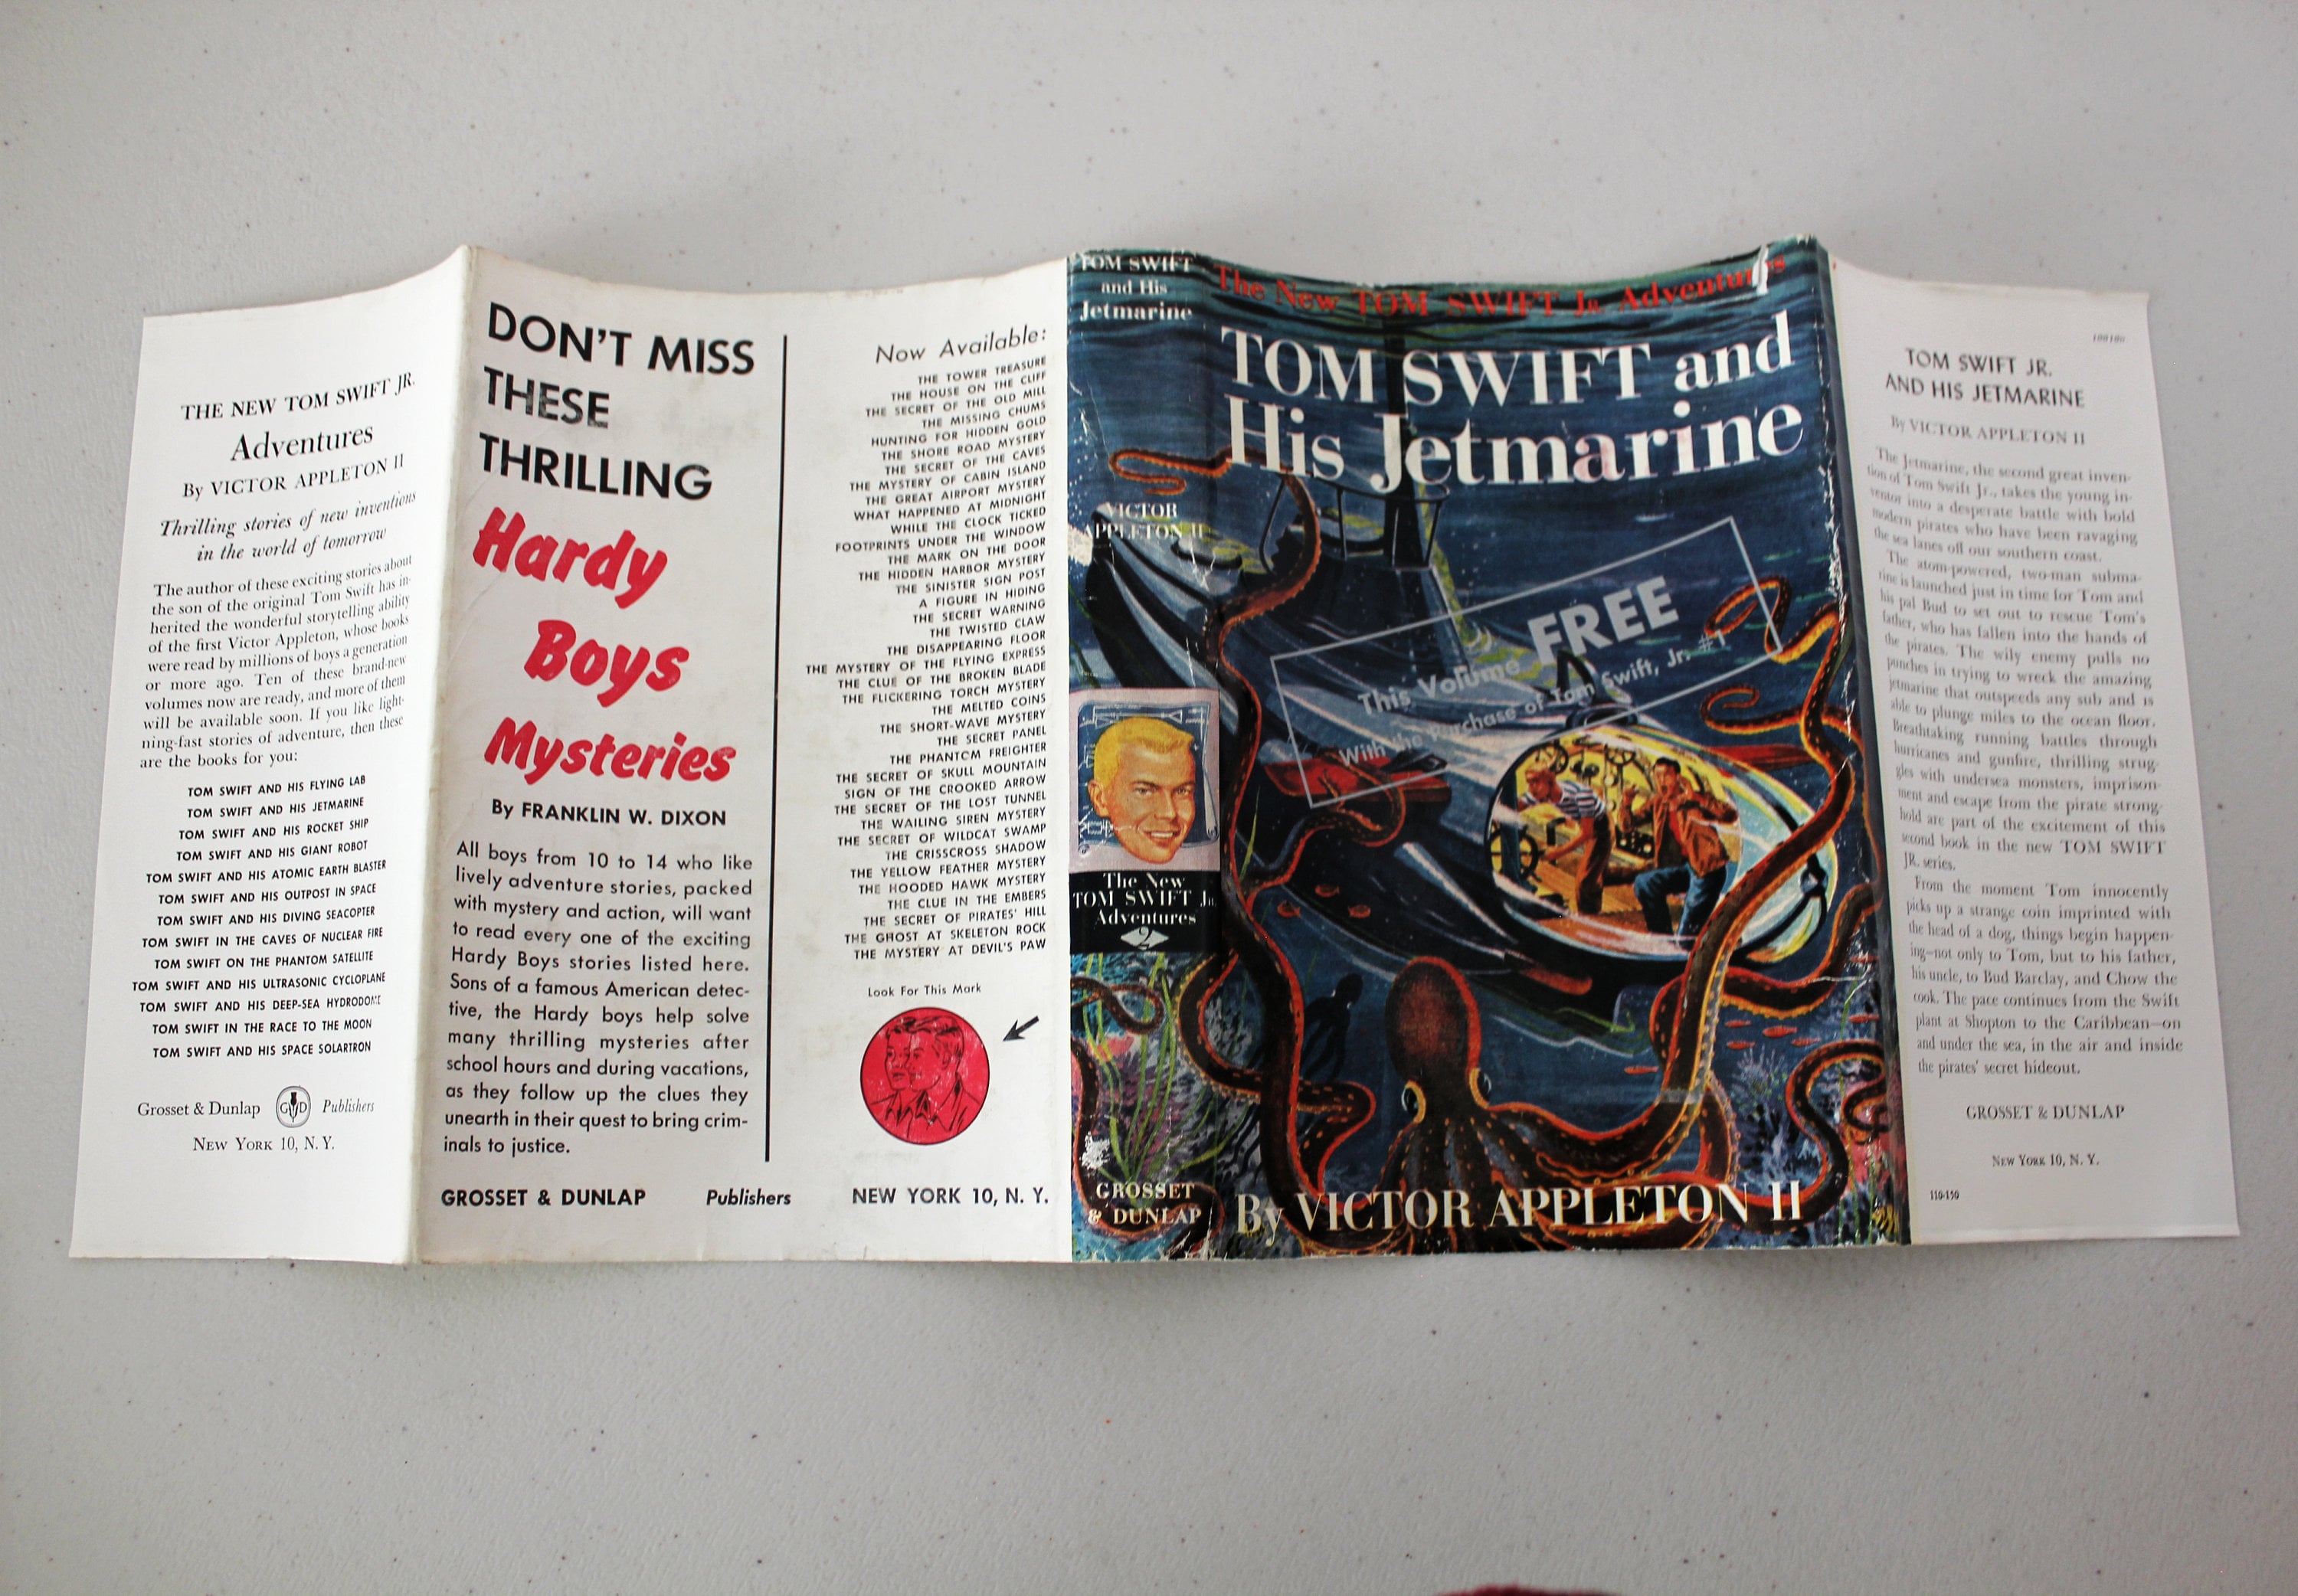 THE NEW TOM SWIFT JR.
Adventures
By VICTOR APPLETON II
Thrilling stories of new inventions
in the world of tomorrow
The author of these exciting stories about
the son of the original Tom Swift has in-
herited the wonderful storytelling ability
of the first Victor Appleton, whose books
were read by millions of boys a generation
or more ago. Ten of these brand-new
volumes now are ready, and more of them
will be available soon. If you like light-
ning-fast stories of adventure, then these
are the books for you:
TOM SWIFT AND HIS FLYING LAB
TOM SWIFT AND HIS JETMARINE
TOM SWIFT AND HIS ROCKET SHIP
TOM SWIFT AND HIS GIANT ROBOT
TOM SWIFT AND HIS ATOMIC EARTH BLASTER
TOM SWIFT AND HIS OUTPOST IN SPACE
TOM SWIFT AND HIS DIVING SEACOPTER
TOM SWIFT IN THE CAVES OF NUCLEAR FIRE
TOM SWIFT ON THE PHANTOM SATELLITE
TOM SWIFT AND HIS ULTRASONIC CYCLOPLANE
TOM SWIFT AND HIS DEEP-SEA HYDRODOME
TOM SWIFT IN THE RACE TO THE MOON
TOM SWIFT AND HIS SPACE SOLARTRON
Grosset & Dunlap G D Publishers
NEW YORK 10, N. Y.
DON'T MISS
THESE
THRILLING
Hardy
Boys
Mysteries
By FRANKLIN W. DIXON
All boys from 10 to 14 who like
lively adventure stories, packed
with mystery and action, will want
to read every one of the exciting
Hardy Boys stories listed here.
Sons of a famous American detec-
tive, the Hardy boys help solve
many thrilling mysteries after
school hours and during vacations,
as they follow up the clues they
unearth in their quest to bring crim-
inals to justice.
Now Available:
THE TOWER TREASURE
THE HOUSE ON THE CLIFF
THE SECRET OF THE OLD MILL
THE MISSING CHUMS
HUNTING FOR HIDDEN GOLD
THE SHORE ROAD MYSTERY
THE SECRET OF THE CAVES
THE MYSTERY OF CABIN ISLAND
THE GREAT AIRPORT MYSTERY
WHAT HAPPENED AT MIDNIGHT
WHILE THE CLOCK TICKED
FOOTPRINTS UNDER THE WINDOW
THE MARK ON THE DOOR
THE HIDDEN HARBOR MYSTERY
THE SINISTER SIGN POST
A FIGURE IN HIDING
THE SECRET WARNING
THE TWISTED CLAW
THE DISAPPEARING FLOOR
THE MYSTERY OF THE FLYING EXPRESS
THE CLUE OF THE BROKEN BLADE
THE FLICKERING TORCH MYSTERY
THE MELTED COINS
THE SHORT-WAVE MYSTERY
THE SECRET PANEL
THE PHANTOM FREIGHTER
THE SECRET OF SKULL MOUNTAIN
SIGN OF THE CROOKED ARROW
THE SECRET OF THE LOST TUNNEL
THE WAILING SIREN MYSTERY
THE SECRET OF WILDCAT SWAMP
THE CRISSCROSS SHADOW
THE YELLOW FEATHER MYSTERY
THE HOODED HAWK MYSTERY
THE CLUE IN THE EMBERS
THE SECRET OF PIRATES' HILL
THE GHOST AT SKELETON ROCK
THE MYSTERY AT DEVIL'S PAW
Look For This Mark
GROSSET & DUNLAP Publishers NEW YORK 10, N. Y.
TOM SWIFT
and His
Jetmarine
VICTOR
APPLETON II
The New
TOM SWIFT Jr.
Adventures
2
GROSSET
& DUNLAP
The New TOM SWIFT Jr. Adventures
TOM SWIFT and
His Jetmarine
This Volume FREE
With the Purchase of Tom Swift, Jr. #1
By VICTOR APPLETON II
TOM SWIFT JR.
AND HIS JETMARINE
By VICTOR APPLETON II
The Jetmarine, the second great inven-
tion of Tom Swift Jr., takes the young in-
ventor into a desperate battle with bold
modern pirates who have been ravaging
the sea lanes off our southern coast.
The atom-powered, two-man subma-
rine is launched just in time for Tom and
his pal Bud to set out to rescue Tom's
father, who has fallen into the hands of
the pirates. The wily enemy pulls no
punches in trying to wreck the amazing
jetmarine that outspeeds any sub and is
able to plunge miles to the ocean floor.
Breathtaking running battles through
hurricanes and gunfire, thrilling strug-
gles with undersea monsters, imprison-
ment and escape from the pirate strong-
hold are part of the excitement of this
second book in the new TOM SWIFT
JR. series.
From the moment Tom innocently
picks up a strange coin imprinted with
the head of a dog, things begin happen-
ing—not only to Tom, but to his father,
his uncle, to Bud Barclay, and Chow the
cook. The pace continues from the Swift
plant at Shopton to the Caribbean—on
and under the sea, in the air and inside
the pirates' secret hideout.
GROSSET & DUNLAP
NEW YORK 10, N. Y.
110-150